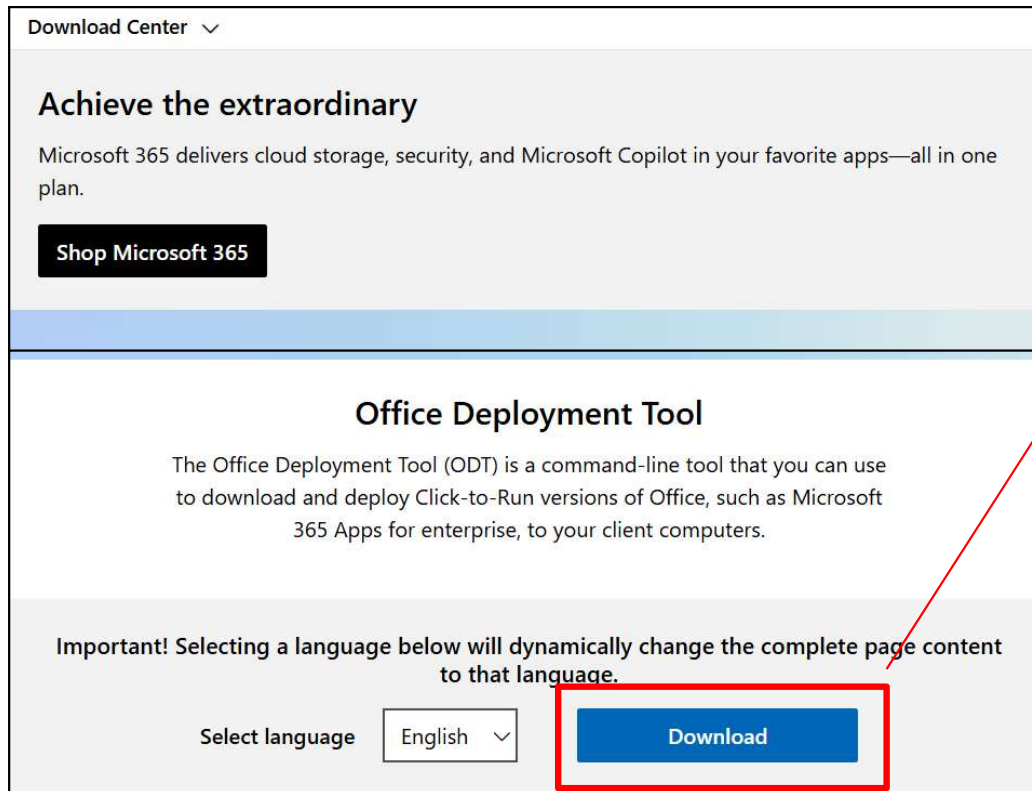 Download Center
Achieve the extraordinary
Microsoft 365 delivers cloud storage, security, and Microsoft Copilot in your favorite apps—all in one
plan.
Shop Microsoft 365
Office Deployment Tool
The Office Deployment Tool (ODT) is a command-line tool that you can use
to download and deploy Click-to-Run versions of Office, such as Microsoft
365 Apps for enterprise, to your client computers.
Important! Selecting a language below will dynamically change the complete page content
to that language.
Select language English Download